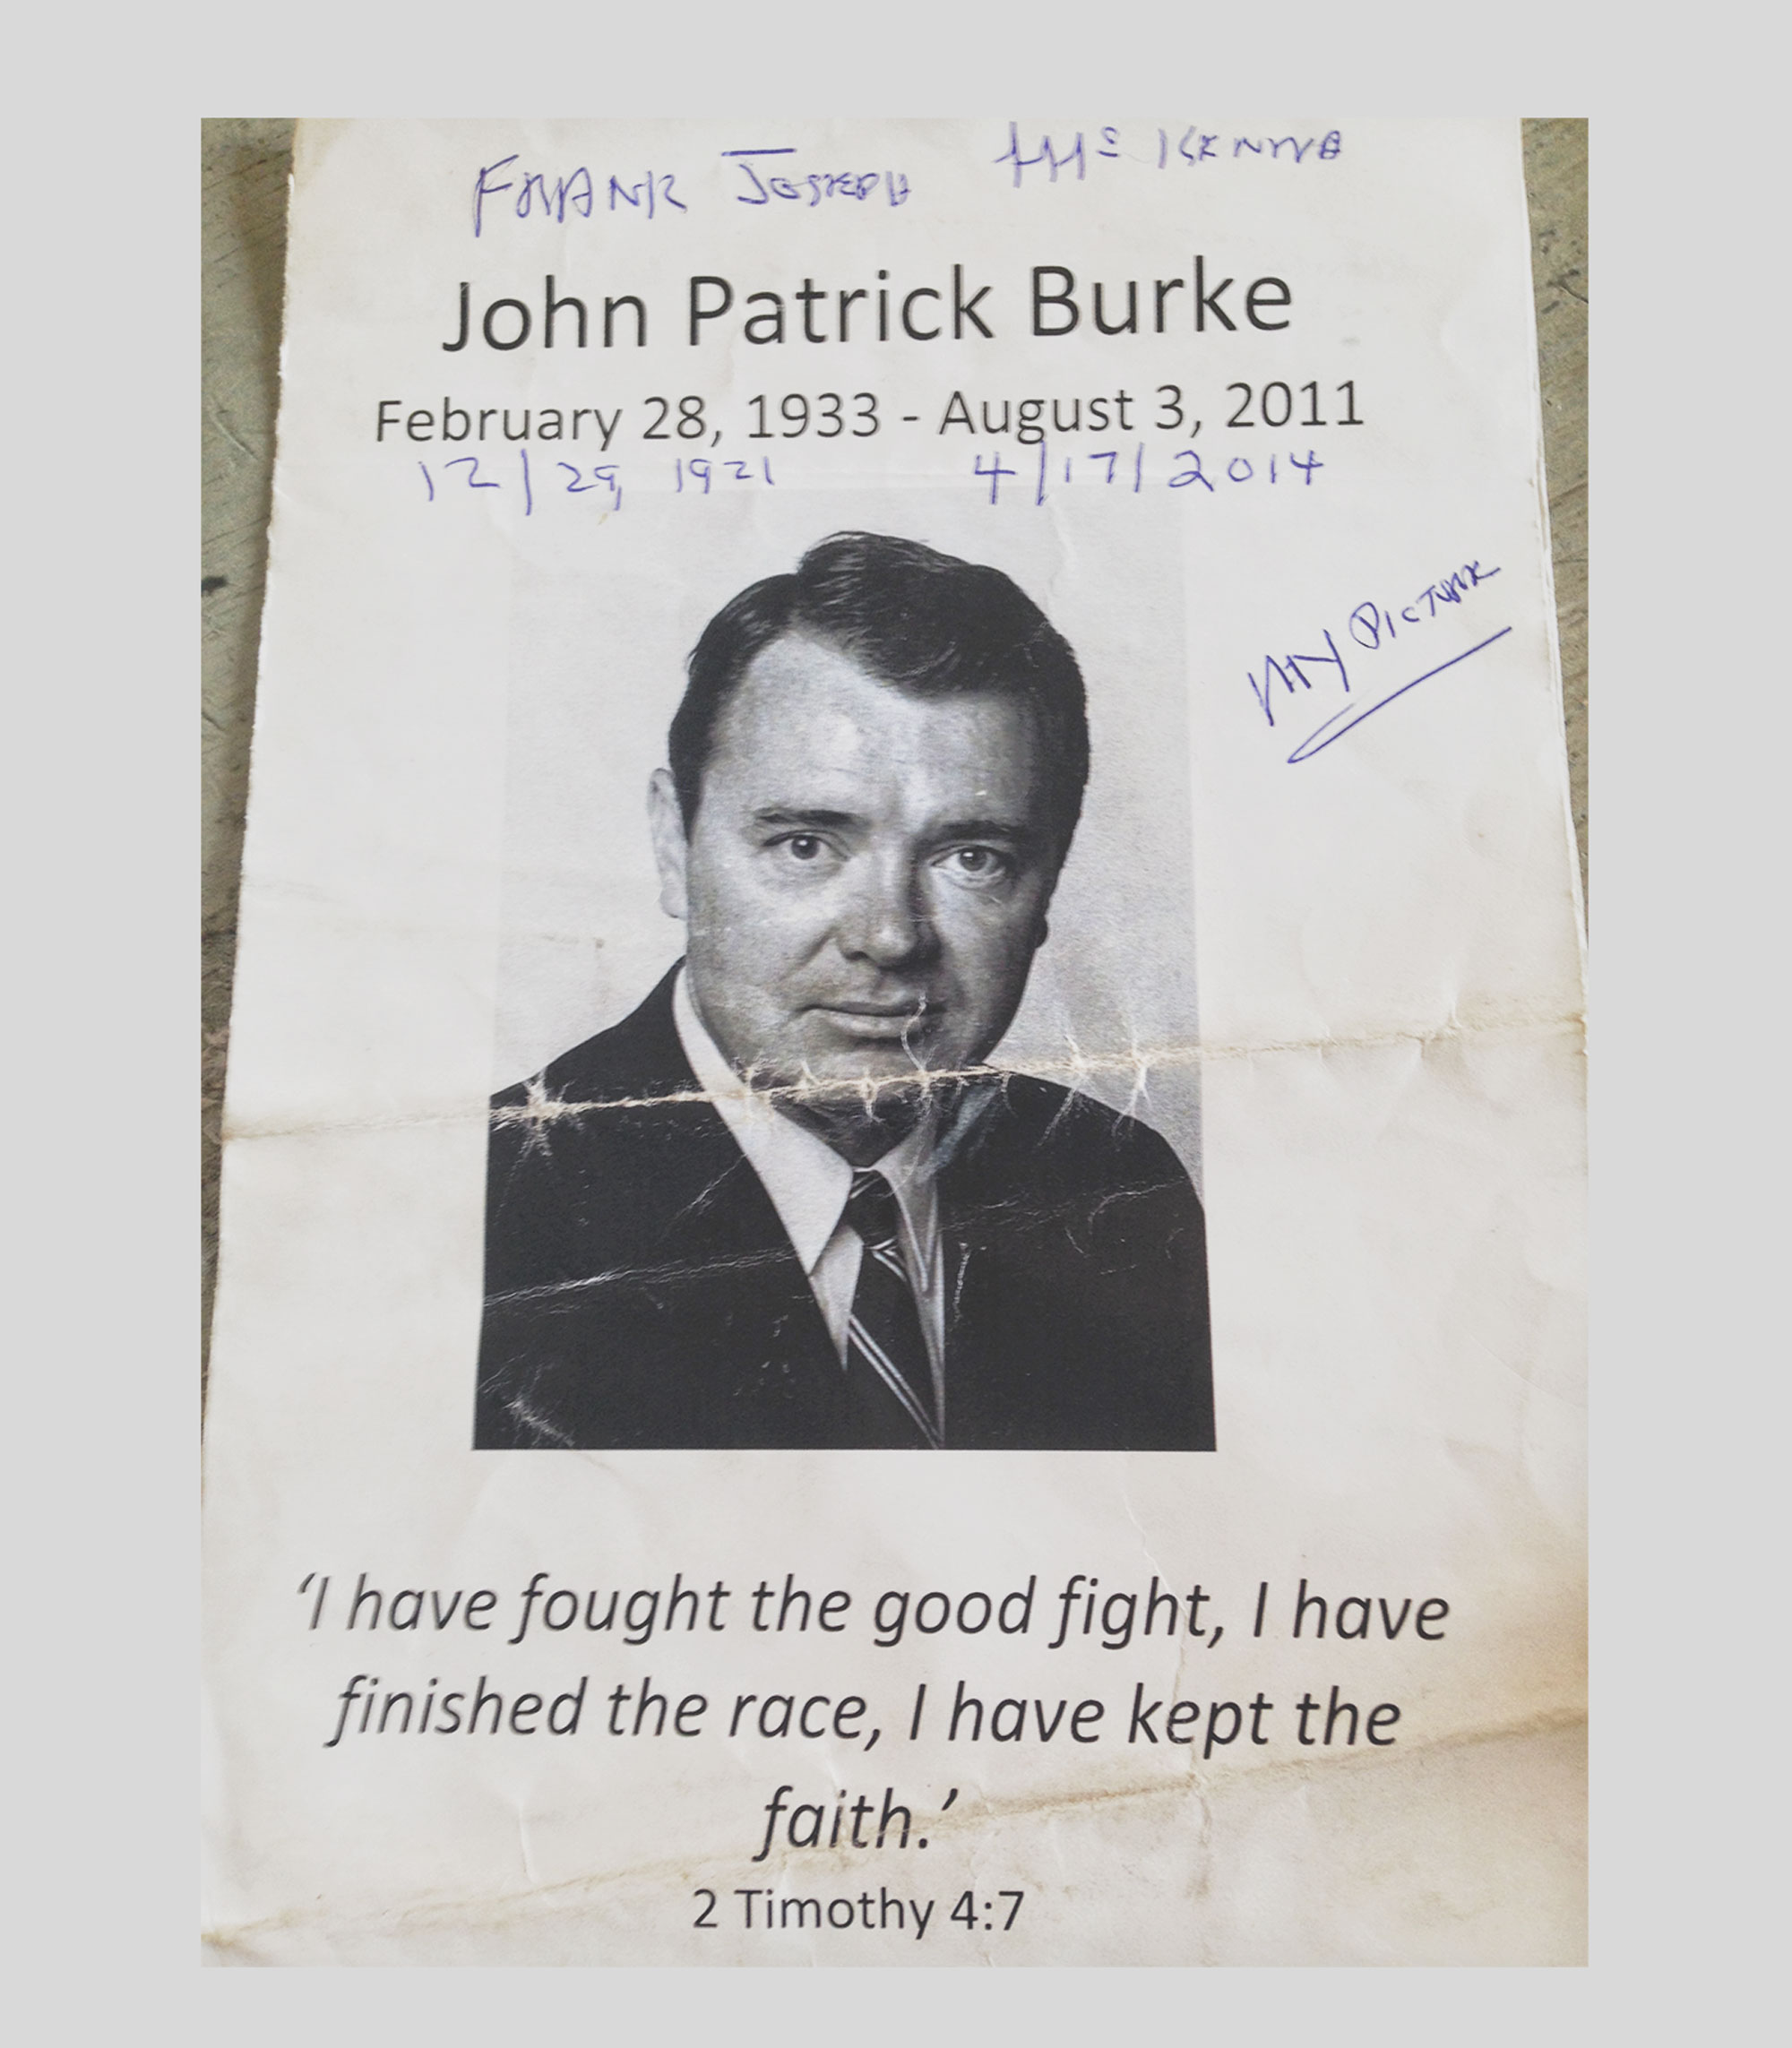 FRANK JOSEPH McKENNA
John Patrick Burke
February 28, 1933 - August 3, 2011
12/29, 1921 4/17/2014
MY PICTURE
‘I have fought the good fight, I have
finished the race, I have kept the
faith.’
2 Timothy 4:7